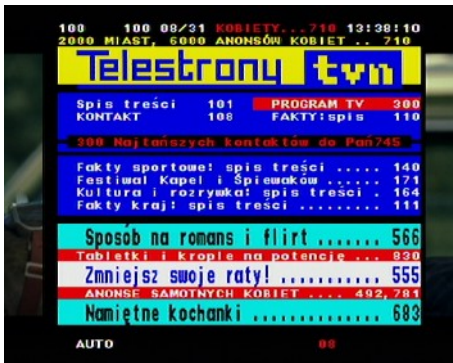 100 100 08/31 KOBIETY...710 13:38:10
2000 MIAST, 6000 ANONSÓW KOBIET .. 710
Telestrony tvn
Spis treści 101 PROGRAM TV 300
KONTAKT 108 FAKTY:spis 110
300 Najtańszych kontaktów do Pań745
Fakty sportowe: spis treści ..... 140
Festiwal Kapel i Śpiewaków ...... 171
Kultura i rozrywka: spis treści . 164
Fakty kraj: spis treści ......... 111
Sposób na romans i flirt ....... 566
Tabletki i krople na potencję ... 830
Zmniejsz swoje raty! ........... 555
ANONSE SAMOTNYCH KOBIET .... 492,781
Namiętne kochanki .............. 683
AUTO 08